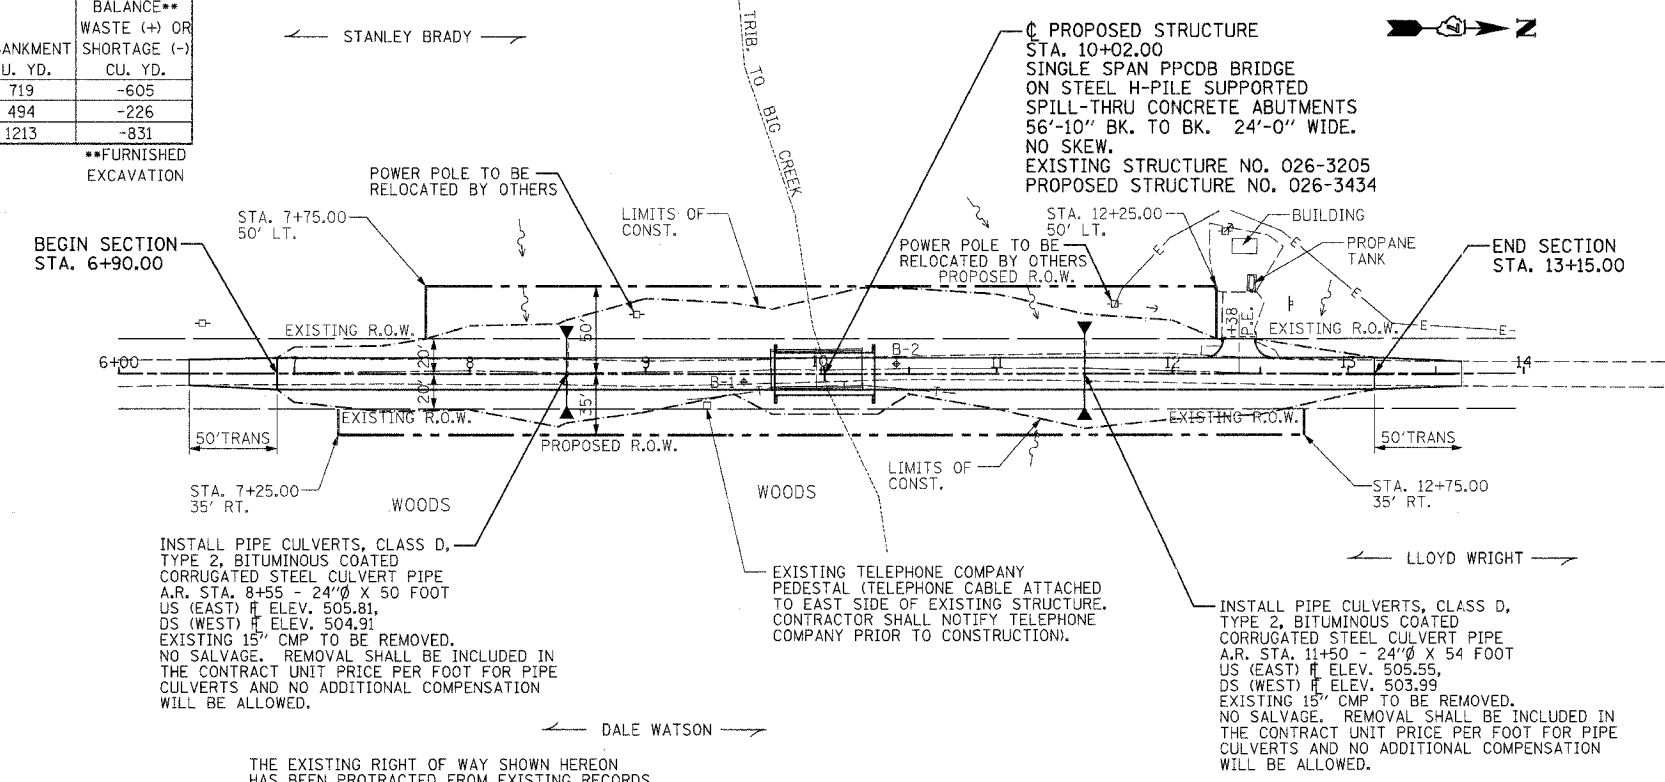 BALANCE**
WASTE (+) OR
ANKMENT SHORTAGE (-)
U. YD. CU. YD.
719 -605
494 -226
1213 -831
**FURNISHED
EXCAVATION
STANLEY BRADY
TRIB. TO BIG CREEK
℄ PROPOSED STRUCTURE
STA. 10+02.00
SINGLE SPAN PPCDB BRIDGE
ON STEEL H-PILE SUPPORTED
SPILL-THRU CONCRETE ABUTMENTS
56'-10" BK. TO BK. 24'-0" WIDE.
NO SKEW.
EXISTING STRUCTURE NO. 026-3205
PROPOSED STRUCTURE NO. 026-3434
N
POWER POLE TO BE
RELOCATED BY OTHERS
STA. 7+75.00
50' LT.
LIMITS OF
CONST.
BEGIN SECTION
STA. 6+90.00
STA. 12+25.00
50' LT.
BUILDING
POWER POLE TO BE
RELOCATED BY OTHERS
PROPOSED R.O.W.
PROPANE
TANK
END SECTION
STA. 13+15.00
E
E
E
E
E
EXISTING R.O.W.
50'
+38
P.E.
EXISTING R.O.W.
6+00
20'
7
8
9
10
B-2
11
12
13
14
20'
B-1
35'
T
T
EXISTING R.O.W.
EXISTING R.O.W.
50'TRANS
PROPOSED R.O.W.
50'TRANS
STA. 7+25.00
35' RT.
WOODS
WOODS
LIMITS OF
CONST.
STA. 12+75.00
35' RT.
INSTALL PIPE CULVERTS, CLASS D,
TYPE 2, BITUMINOUS COATED
CORRUGATED STEEL CULVERT PIPE
A.R. STA. 8+55 - 24"Ø X 50 FOOT
US (EAST) ℄ ELEV. 505.81,
DS (WEST) ℄ ELEV. 504.91
EXISTING 15" CMP TO BE REMOVED.
NO SALVAGE. REMOVAL SHALL BE INCLUDED IN
THE CONTRACT UNIT PRICE PER FOOT FOR PIPE
CULVERTS AND NO ADDITIONAL COMPENSATION
WILL BE ALLOWED.
EXISTING TELEPHONE COMPANY
PEDESTAL (TELEPHONE CABLE ATTACHED
TO EAST SIDE OF EXISTING STRUCTURE.
CONTRACTOR SHALL NOTIFY TELEPHONE
COMPANY PRIOR TO CONSTRUCTION).
LLOYD WRIGHT
INSTALL PIPE CULVERTS, CLASS D,
TYPE 2, BITUMINOUS COATED
CORRUGATED STEEL CULVERT PIPE
A.R. STA. 11+50 - 24"Ø X 54 FOOT
US (EAST) ℄ ELEV. 505.55,
DS (WEST) ℄ ELEV. 503.99
EXISTING 15" CMP TO BE REMOVED.
NO SALVAGE. REMOVAL SHALL BE INCLUDED IN
THE CONTRACT UNIT PRICE PER FOOT FOR PIPE
CULVERTS AND NO ADDITIONAL COMPENSATION
WILL BE ALLOWED.
DALE WATSON
THE EXISTING RIGHT OF WAY SHOWN HEREON
HAS BEEN PROTRACTED FROM EXISTING RECORDS